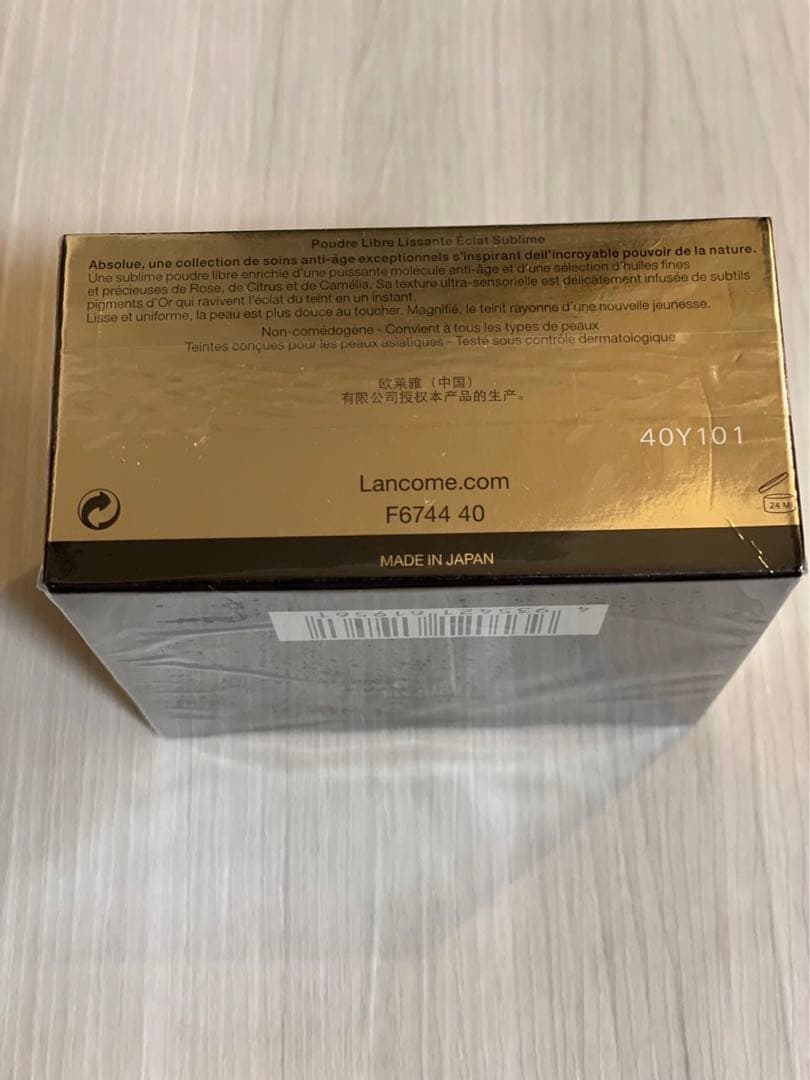 Poudre Libre Lissante Éclat Sublime
Absolue, une collection de soins anti-âge exceptionnels s'inspirant deil'incroyable pouvoir de la nature.
Une sublime poudre libre enrichie d'une puissante molécule anti-âge et d'une sélection d'huiles fines
et précieuses de Rose, de Citrus et de Camélia. Sa texture ultra-sensorielle est délicatement infusée de subtils
pigments d'Or qui ravivent l'éclat du teint en un instant.
Lisse et uniforme, la peau est plus douce au toucher. Magnifié, le teint rayonne d'une nouvelle jeunesse.
Non-comédogène - Convient à tous les types de peaux
Teintes conçues pour les peaux asiatiques - Testé sous contrôle dermatologique
欧莱雅（中国）
有限公司授权本产品的生产。
40Y101
Lancome.com
F6744 40
24 M
MADE IN JAPAN
4 935421 619561